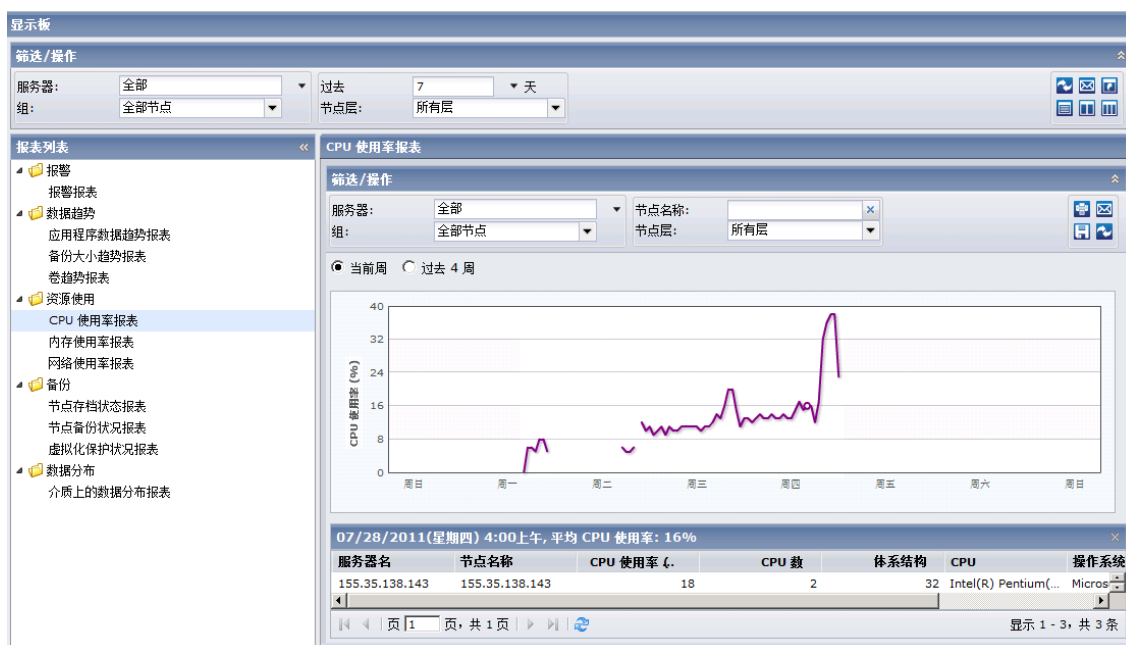 显示板
筛选/操作
服务器: 全部 过去 7 天
组: 全部节点 节点层: 所有层
报表列表
报警
报警报表
数据趋势
应用程序数据趋势报表
备份大小趋势报表
卷趋势报表
资源使用
CPU 使用率报表
内存使用率报表
网络使用率报表
备份
节点存档状态报表
节点备份状况报表
虚拟化保护状况报表
数据分布
介质上的数据分布报表
CPU 使用率报表
筛选/操作
服务器: 全部 节点名称:
组: 全部节点 节点层: 所有层
当前周 过去 4 周
CPU 使用率 (%)
40
32
24
16
8
0
周日 周一 周二 周三 周四 周五 周六 周日
07/28/2011(星期四) 4:00上午, 平均 CPU 使用率: 16%
服务器名 节点名称 CPU 使用率 (.. CPU 数 体系结构 CPU 操作系统
155.35.138.143 155.35.138.143 18 2 32 Intel(R) Pentium(... Micros
页 1 页, 共 1 页 显示 1 - 3, 共 3 条